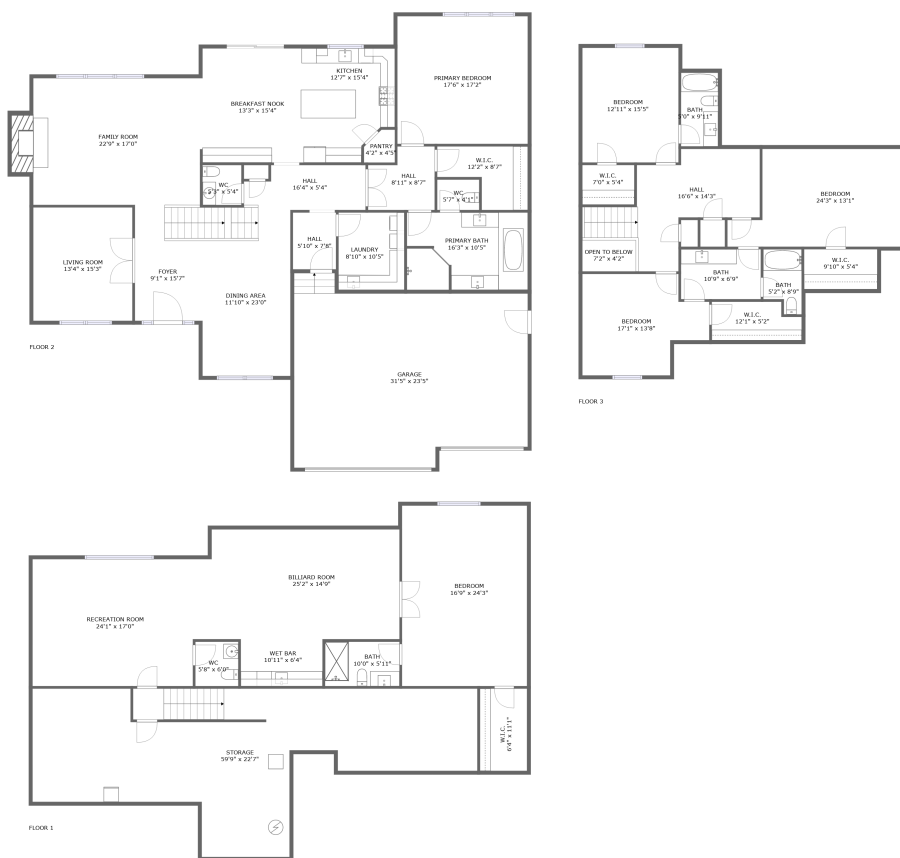 PRIMARY BEDROOM
17'6" x 17'2"
KITCHEN
12'7" x 15'4"
BREAKFAST NOOK
13'3" x 15'4"
FAMILY ROOM
22'9" x 17'0"
PANTRY
4'2" x 4'5"
W.I.C.
12'2" x 8'7"
HALL
16'4" x 5'4"
HALL
8'11" x 8'7"
WC
5'4"
WC
5'7" x 4'1"
HALL
5'10" x 7'8"
LAUNDRY
8'10" x 10'5"
PRIMARY BATH
16'3" x 10'5"
LIVING ROOM
13'4" x 15'3"
FOYER
9'1" x 15'7"
DINING AREA
11'10" x 23'0"
GARAGE
31'5" x 23'5"
FLOOR 2
BEDROOM
12'11" x 15'5"
BATH
5'0" x 9'11"
W.I.C.
7'0" x 5'4"
HALL
16'6" x 14'3"
BEDROOM
24'3" x 13'1"
OPEN TO BELOW
7'2" x 4'2"
BATH
10'9" x 6'9"
BATH
5'2" x 8'9"
W.I.C.
9'10" x 5'4"
BEDROOM
17'1" x 13'8"
W.I.C.
12'1" x 5'2"
FLOOR 3
BILLIARD ROOM
25'2" x 14'9"
BEDROOM
16'9" x 24'3"
RECREATION ROOM
24'1" x 17'0"
WC
5'8" x 6'0"
WET BAR
10'11" x 6'4"
BATH
10'0" x 5'11"
W.I.C.
6'4" x 11'1"
STORAGE
59'9" x 22'7"
FLOOR 1